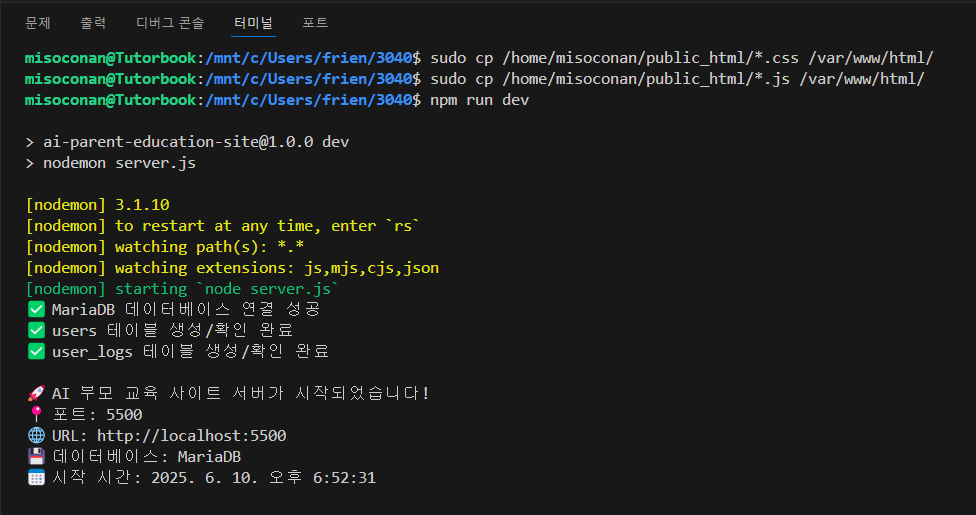 문제 출력 디버그 콘솔 터미널 포트
misoconan@Tutorbook:/mnt/c/Users/frien/3040$ sudo cp /home/misoconan/public_html/*.css /var/www/html/
misoconan@Tutorbook:/mnt/c/Users/frien/3040$ sudo cp /home/misoconan/public_html/*.js /var/www/html/
misoconan@Tutorbook:/mnt/c/Users/frien/3040$ npm run dev
> ai-parent-education-site@1.0.0 dev
> nodemon server.js
[nodemon] 3.1.10
[nodemon] to restart at any time, enter `rs`
[nodemon] watching path(s): *.*
[nodemon] watching extensions: js,mjs,cjs,json
[nodemon] starting `node server.js`
✅ MariaDB 데이터베이스 연결 성공
✅ users 테이블 생성/확인 완료
✅ user_logs 테이블 생성/확인 완료
🚀 AI 부모 교육 사이트 서버가 시작되었습니다!
📍 포트: 5500
🌐 URL: http://localhost:5500
💾 데이터베이스: MariaDB
📅 시작 시간: 2025. 6. 10. 오후 6:52:31